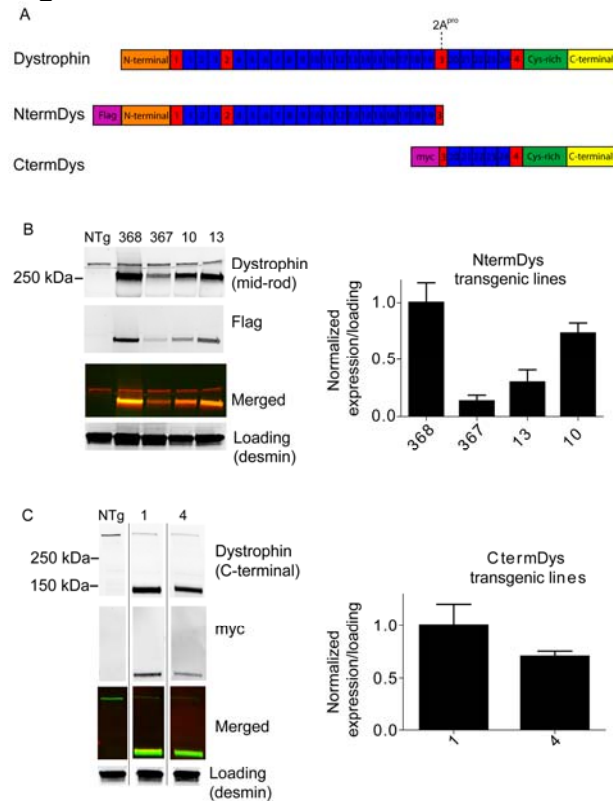 A
2Apro
Dystrophin N-terminal 1 2 3 4 Cys-rich C-terminal
NtermDys Flag N-terminal 1 2 3
CtermDys myc 3 4 Cys-rich C-terminal
B
NTg 368 367 10 13
250 kDa
Dystrophin
(mid-rod)
Flag
Merged
Loading
(desmin)
NtermDys
transgenic lines
Normalized
expression/loading
1.0
0.5
0.0
368 367 13 10
C
NTg 1 4
250 kDa
150 kDa
Dystrophin
(C-terminal)
myc
Merged
Loading
(desmin)
CtermDys
transgenic lines
Normalized
expression/loading
1.0
0.5
0.0
1 4